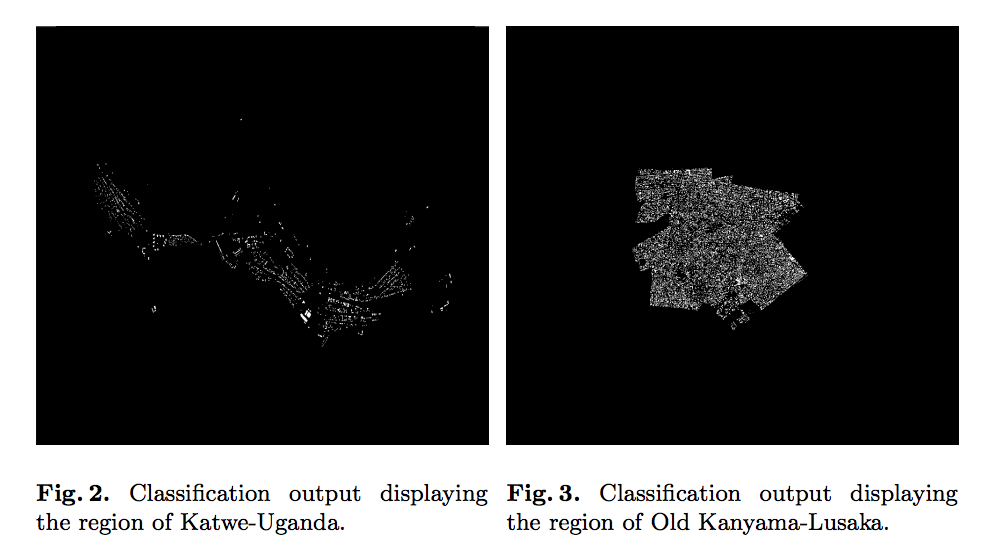 Fig. 2. Classification output displaying
the region of Katwe-Uganda.
Fig. 3. Classification output displaying
the region of Old Kanyama-Lusaka.